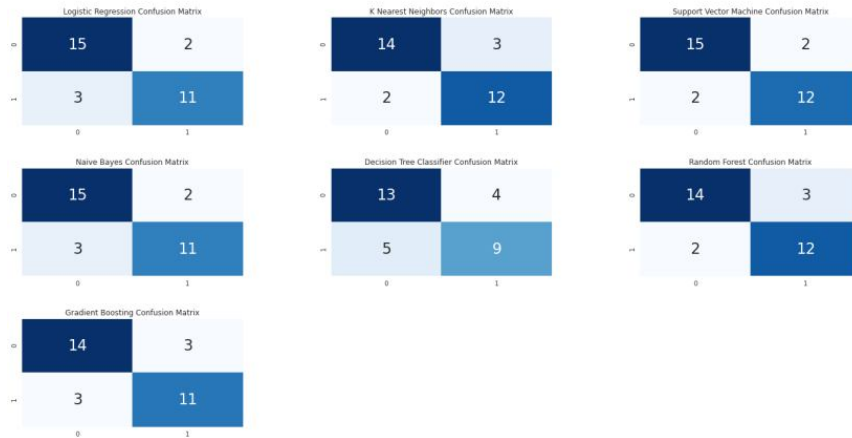 Logistic Regression Confusion Matrix
0 15 2
1 3 11
0 1
K Nearest Neighbors Confusion Matrix
0 14 3
1 2 12
0 1
Support Vector Machine Confusion Matrix
0 15 2
1 2 12
0 1
Naive Bayes Confusion Matrix
0 15 2
1 3 11
0 1
Decision Tree Classifier Confusion Matrix
0 13 4
1 5 9
0 1
Random Forest Confusion Matrix
0 14 3
1 2 12
0 1
Gradient Boosting Confusion Matrix
0 14 3
1 3 11
0 1